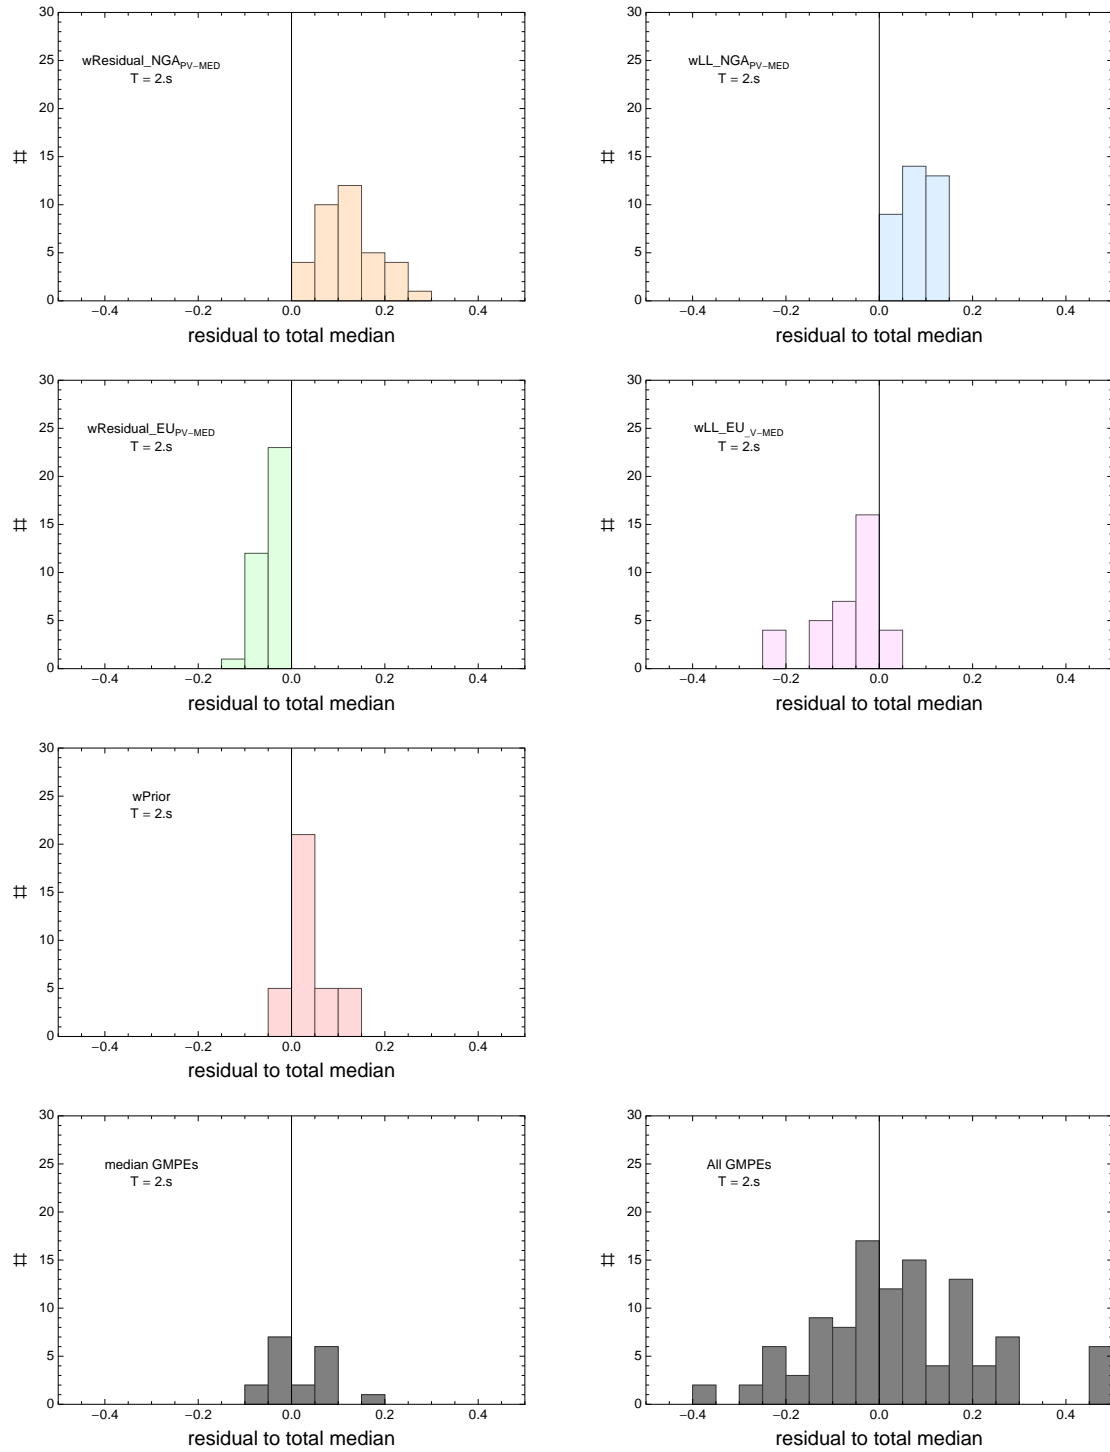 30
25
20
15
10
5
0
#
wResidual_NGA PV−MED
T = 2.s
−0.4 −0.2 0.0 0.2 0.4
residual to total median
30
25
20
15
10
5
0
#
wLL_NGA PV−MED
T = 2.s
−0.4 −0.2 0.0 0.2 0.4
residual to total median
30
25
20
15
10
5
0
#
wResidual_EU PV−MED
T = 2.s
−0.4 −0.2 0.0 0.2 0.4
residual to total median
30
25
20
15
10
5
0
#
wLL_EU _V−MED
T = 2.s
−0.4 −0.2 0.0 0.2 0.4
residual to total median
30
25
20
15
10
5
0
#
wPrior
T = 2.s
−0.4 −0.2 0.0 0.2 0.4
residual to total median
30
25
20
15
10
5
0
#
median GMPEs
T = 2.s
−0.4 −0.2 0.0 0.2 0.4
residual to total median
30
25
20
15
10
5
0
#
All GMPEs
T = 2.s
−0.4 −0.2 0.0 0.2 0.4
residual to total median